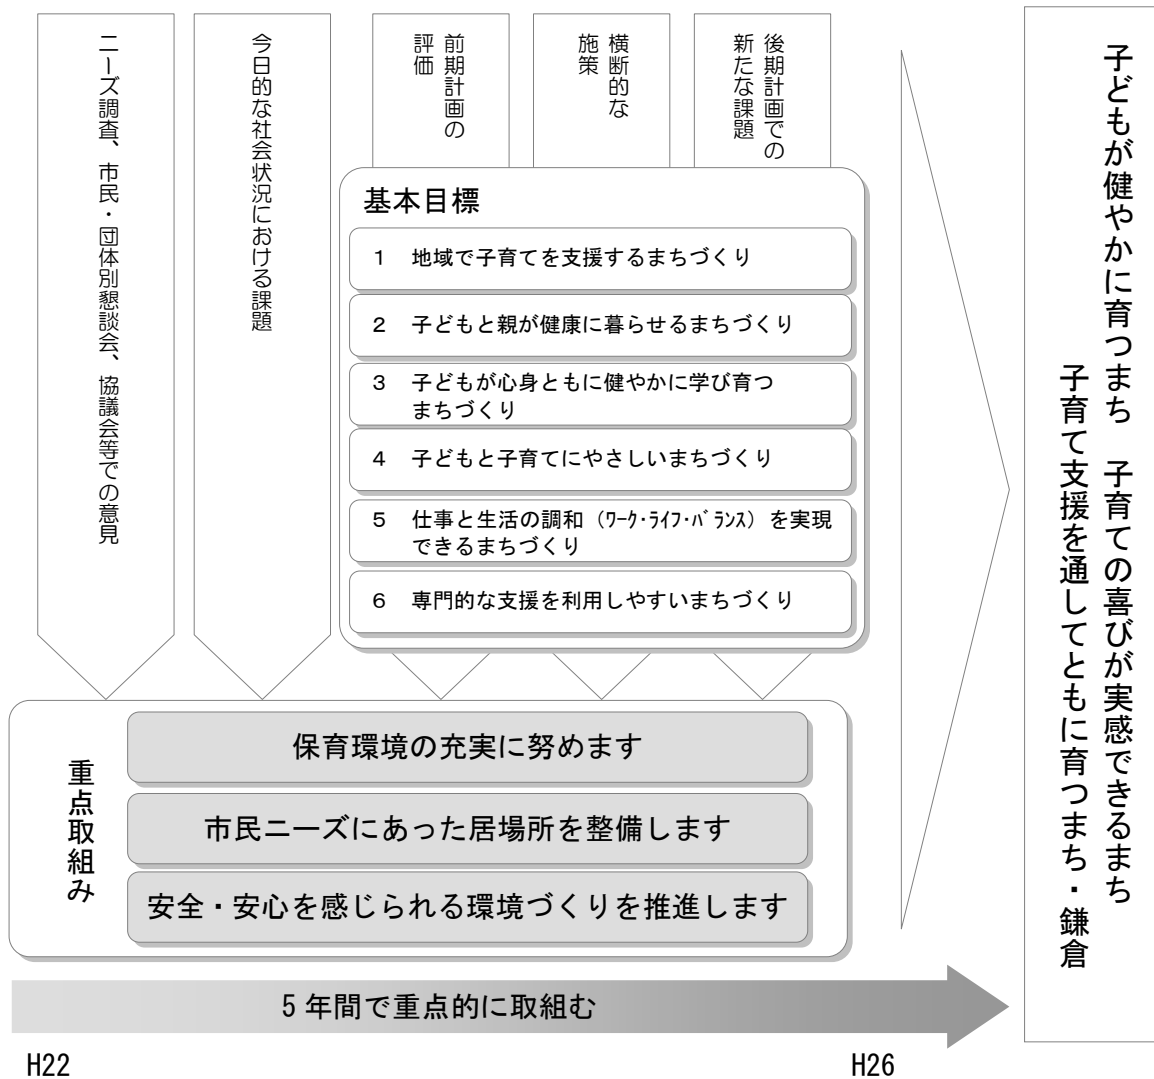 ニーズ調査、市民・団体別懇談会、協議会等での意見
今日的な社会状況における課題
前期計画の
評価
横断的な
施策
後期計画での
新たな課題
基本目標
1 地域で子育てを支援するまちづくり
2 子どもと親が健康に暮らせるまちづくり
3 子どもが心身ともに健やかに学び育つ
まちづくり
4 子どもと子育てにやさしいまちづくり
5 仕事と生活の調和（ﾜｰｸ･ﾗｲﾌ･ﾊﾞﾗﾝｽ）を実現
できるまちづくり
6 専門的な支援を利用しやすいまちづくり
重点取組み
保育環境の充実に努めます
市民ニーズにあった居場所を整備します
安全・安心を感じられる環境づくりを推進します
5年間で重点的に取組む
H22
H26
子どもが健やかに育つまち 子育ての喜びが実感できるまち
子育て支援を通してともに育つまち・鎌倉